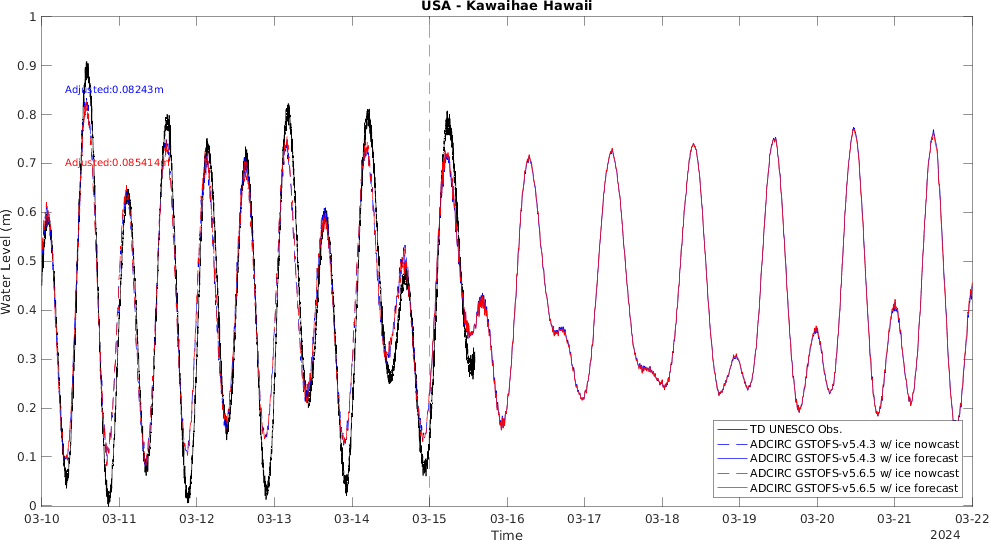 USA - Kawaihae Hawaii
1
0.9
0.8
0.7
0.6
0.5
0.4
0.3
0.2
0.1
0
Water Level (m)
Adjusted:0.08243m
Adjusted:0.085414m
TD UNESCO Obs.
ADCIRC GSTOFS-v5.4.3 w/ ice nowcast
ADCIRC GSTOFS-v5.4.3 w/ ice forecast
ADCIRC GSTOFS-v5.6.5 w/ ice nowcast
ADCIRC GSTOFS-v5.6.5 w/ ice forecast
03-10 03-11 03-12 03-13 03-14 03-15 03-16 03-17 03-18 03-19 03-20 03-21 03-22
Time
2024